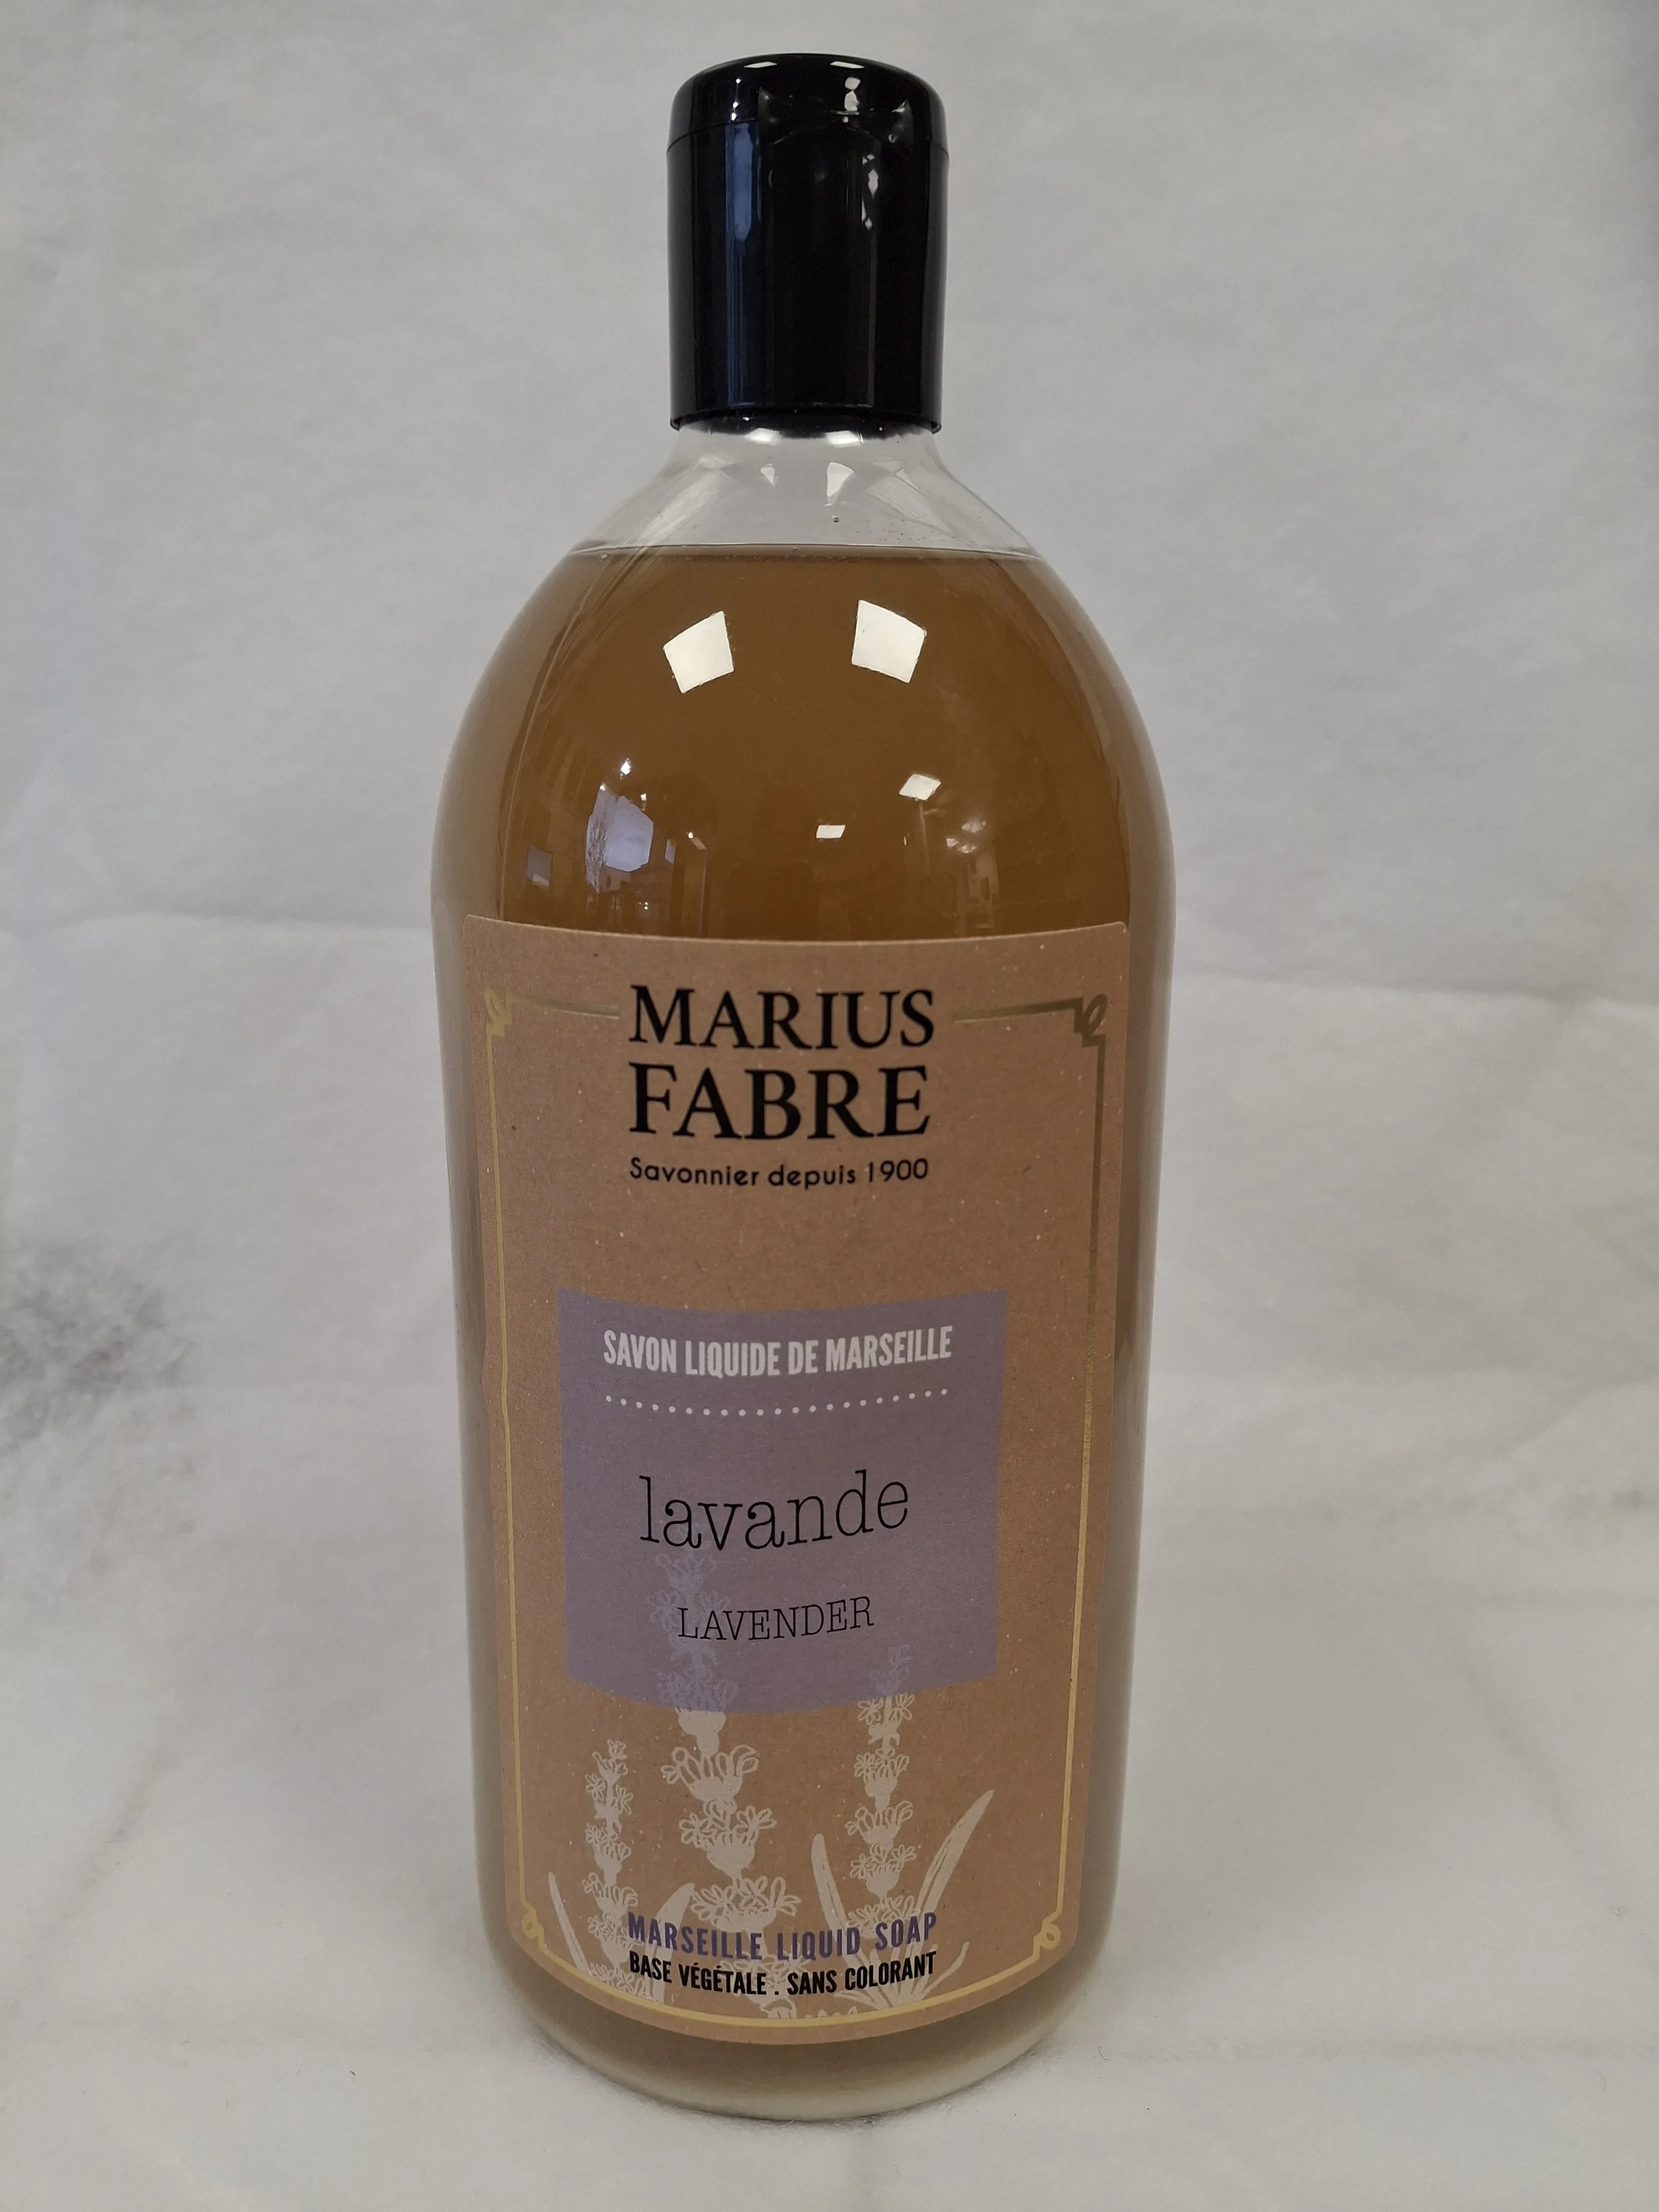 MARIUS
FABRE
Savonnier depuis 1900
SAVON LIQUIDE DE MARSEILLE
lavande
LAVENDER
MARSEILLE LIQUID SOAP
BASE VÉGÉTALE . SANS COLORANT